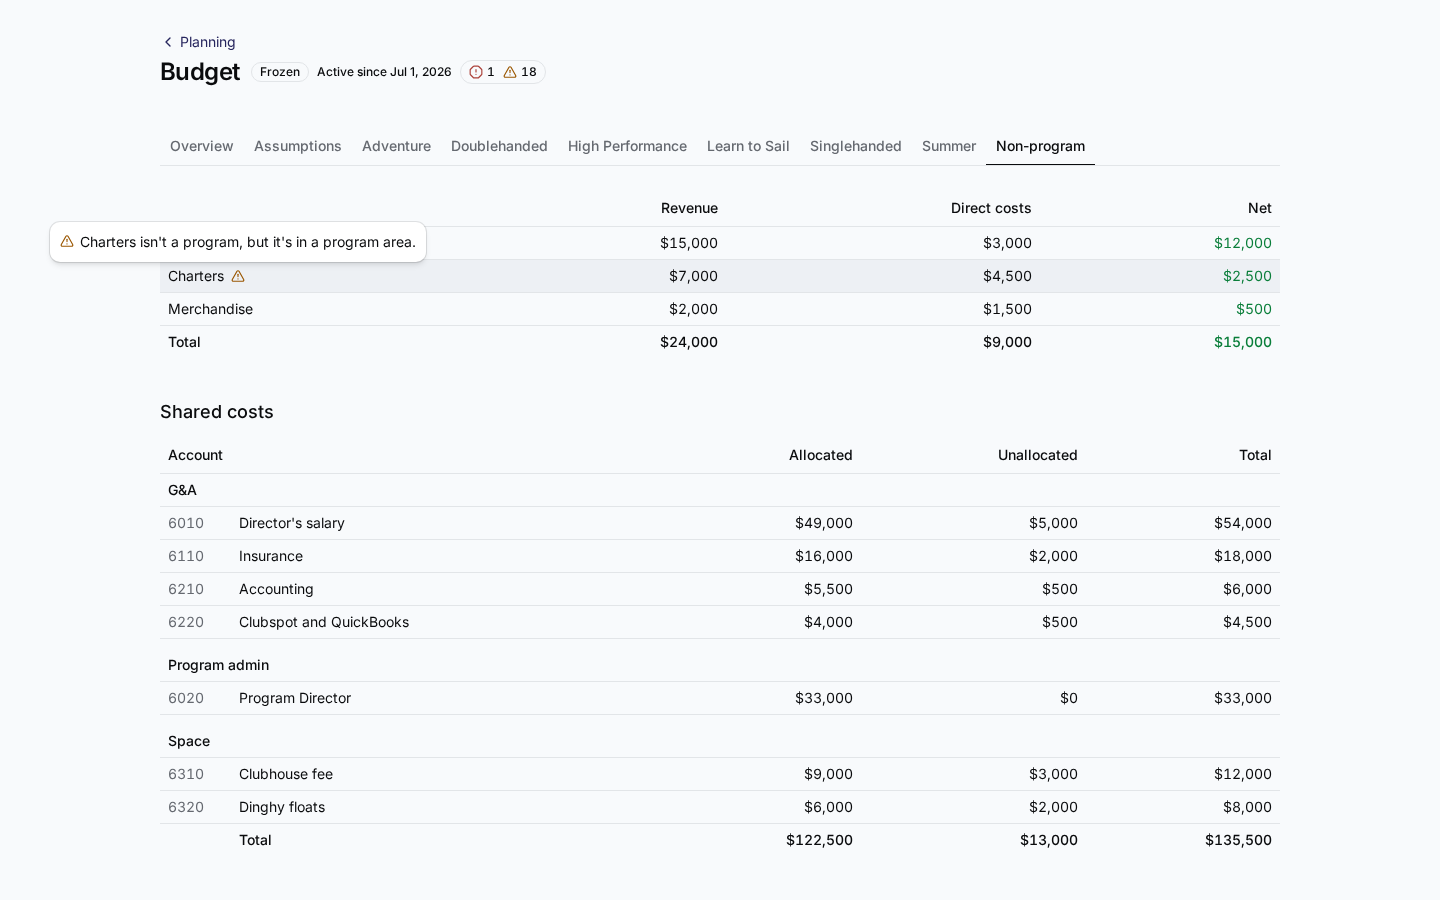 Planning
Budget Frozen Active since Jul 1, 2026 1 18
Overview Assumptions Adventure Doublehanded High Performance Learn to Sail Singlehanded Summer Non-program
Revenue Direct costs Net
Charters isn't a program, but it's in a program area.
$15,000 $3,000 $12,000
Charters $7,000 $4,500 $2,500
Merchandise $2,000 $1,500 $500
Total $24,000 $9,000 $15,000
Shared costs
Account Allocated Unallocated Total
G&A
6010 Director's salary $49,000 $5,000 $54,000
6110 Insurance $16,000 $2,000 $18,000
6210 Accounting $5,500 $500 $6,000
6220 Clubspot and QuickBooks $4,000 $500 $4,500
Program admin
6020 Program Director $33,000 $0 $33,000
Space
6310 Clubhouse fee $9,000 $3,000 $12,000
6320 Dinghy floats $6,000 $2,000 $8,000
Total $122,500 $13,000 $135,500